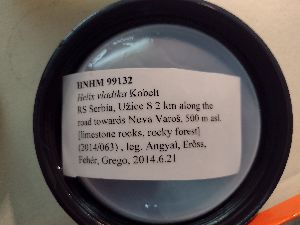 HNHM 99132
Helix vladika Kobelt
RS Serbia, Užice S 2 km along the
road towards Neva Varoš, 500 m asl.
[limestone rocks, rocky forest]
(2014/063) , leg. Angyal, Erőss,
Fehér, Grego, 2014.6.21